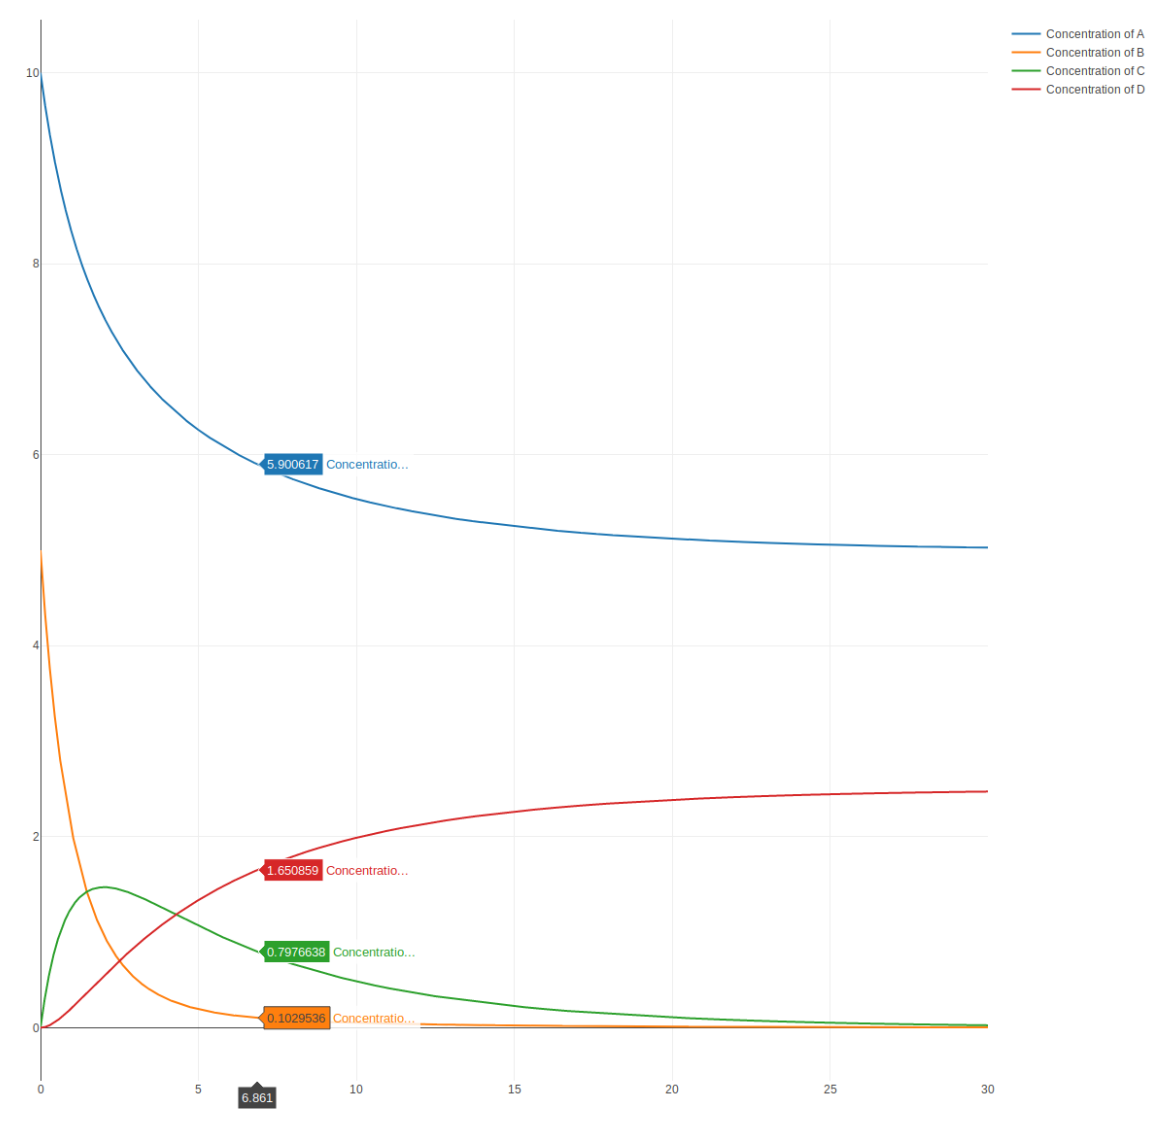 Concentration of A
Concentration of B
Concentration of C
Concentration of D
10
8
6
4
2
0
5.900617 Concentratio...
1.650859 Concentratio...
0.7976638 Concentratio...
0.1029536 Concentratio...
0 5 10 15 20 25 30
6.861